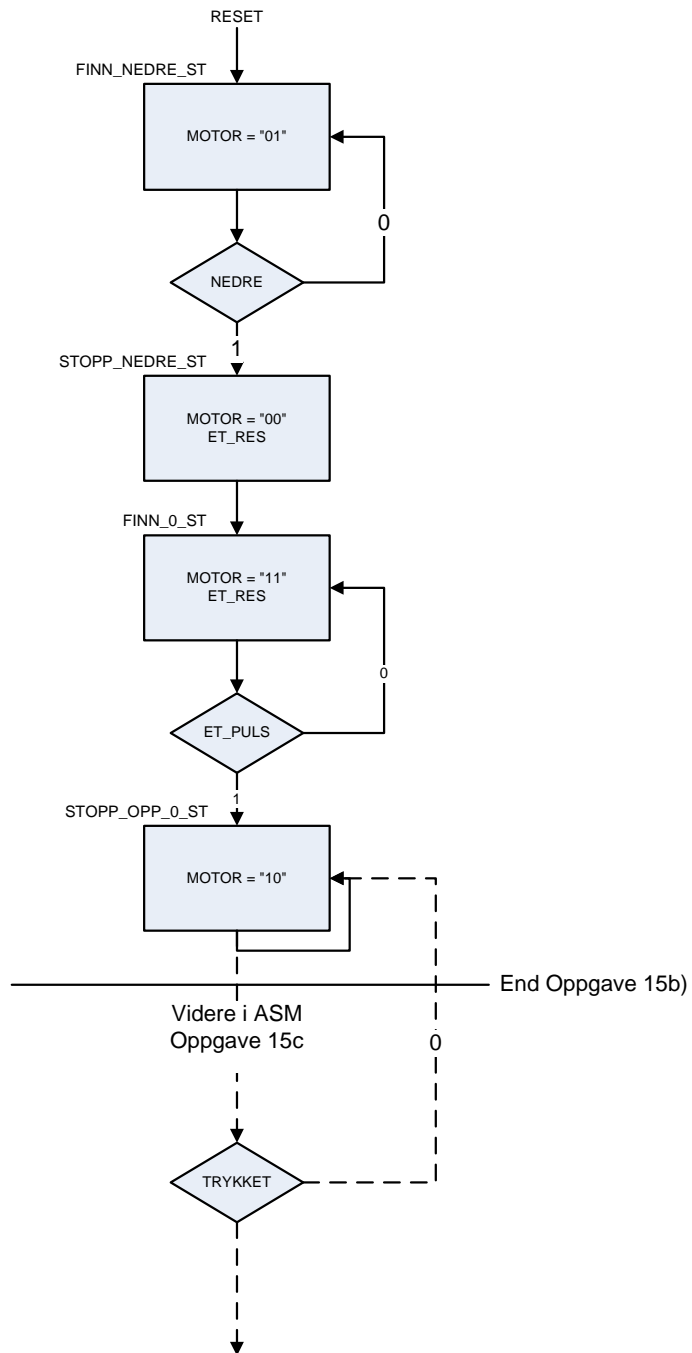 RESET
FINN_NEDRE_ST
MOTOR = "01"
0
NEDRE
1
STOPP_NEDRE_ST
MOTOR = "00"
ET_RES
FINN_0_ST
MOTOR = "11"
ET_RES
0
ET_PULS
1
STOPP_OPP_0_ST
MOTOR = "10"
End Oppgave 15b)
Videre i ASM
Oppgave 15c
0
TRYKKET